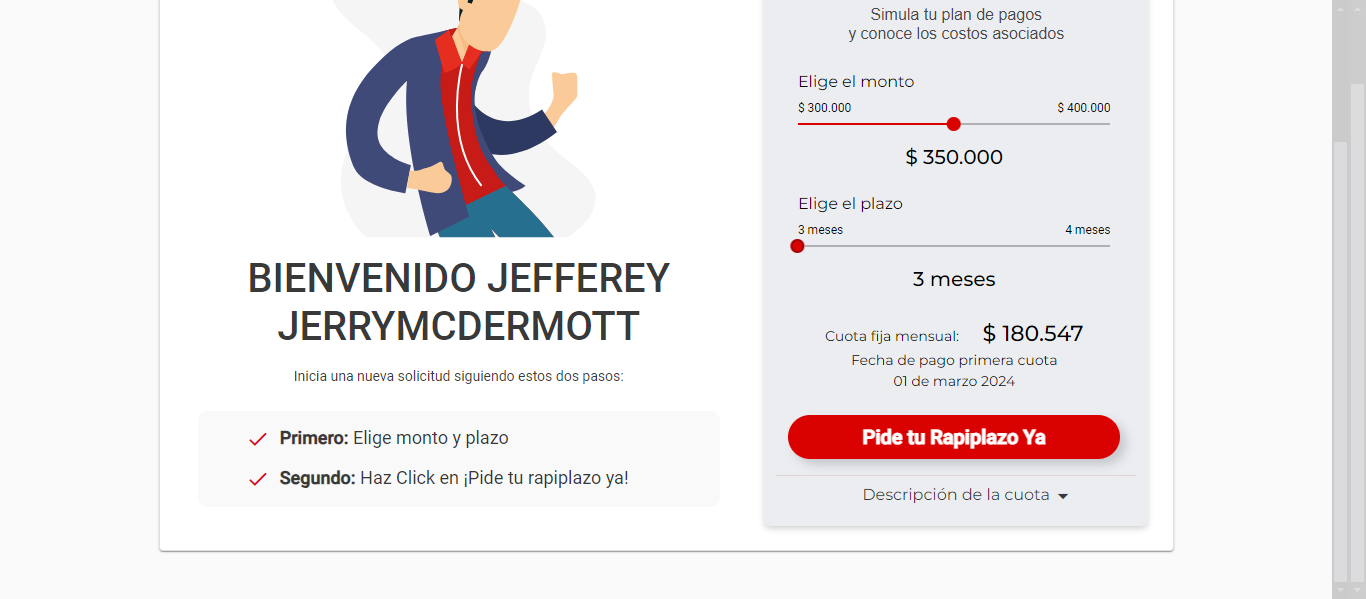 BIENVENIDO JEFFEREY
JERRYMCDERMOTT
Inicia una nueva solicitud siguiendo estos dos pasos:
Primero: Elige monto y plazo
Segundo: Haz Click en ¡Pide tu rapiplazo ya!
Simula tu plan de pagos
y conoce los costos asociados
Elige el monto
$ 300.000 $ 400.000
$ 350.000
Elige el plazo
3 meses 4 meses
3 meses
Cuota fija mensual: $ 180.547
Fecha de pago primera cuota
01 de marzo 2024
Pide tu Rapiplazo Ya
Descripción de la cuota